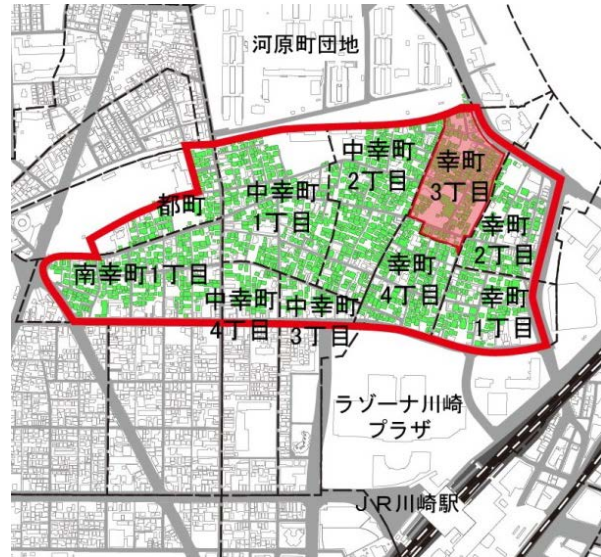 河原町団地
中幸町
2丁目
幸町
3丁目
中幸町
1丁目
都町
幸町
2丁目
南幸町1丁目
幸町
4丁目
中幸町
4丁目
中幸町
3丁目
幸町
1丁目
ラゾーナ川崎
プラザ
JR川崎駅